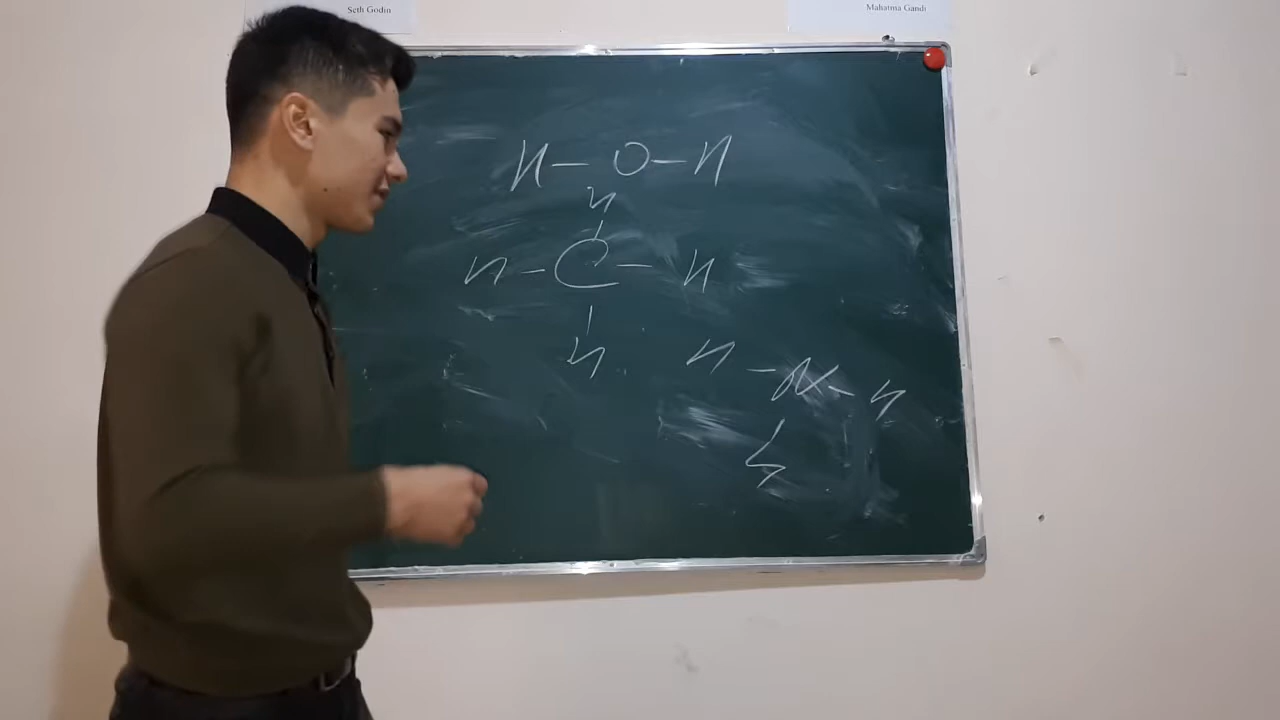 Seth Godin
Mahatma Gandi
H - O - H
H
H - C - H
H
H - N - H
H